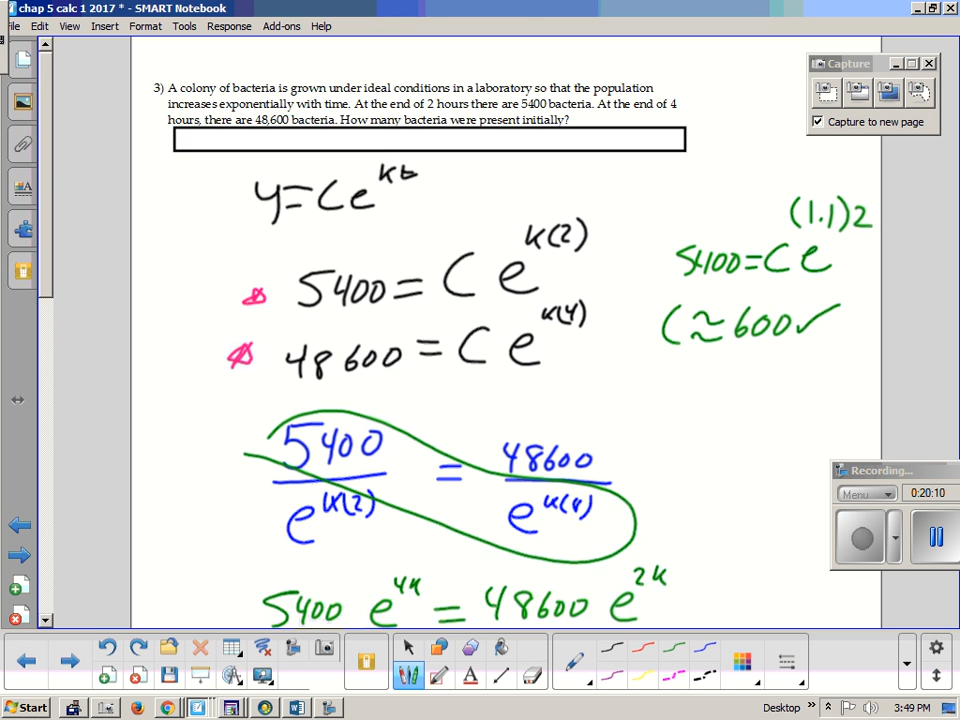 chap 5 calc 1 2017 * - SMART Notebook
File Edit View Insert Format Tools Add-ons Response Help
Capture
Capture to new page
3) A colony of bacteria is grown under ideal conditions in a laboratory so that the population
increases exponentially with time. At the end of 2 hours there are 5400 bacteria. At the end of 4
hours, there are 48,600 bacteria. How many bacteria were present initially?
y=Ce^kt
5400=Ce^k(2)
48600=Ce^k(4)
5400=Ce^(1.1)2
C≈600✓
5400/e^k(2) = 48600/e^k(4)
5400 e^4k = 48600 e^2k
Recording...
Menu
0:20:10
Start
Desktop
3:49 PM